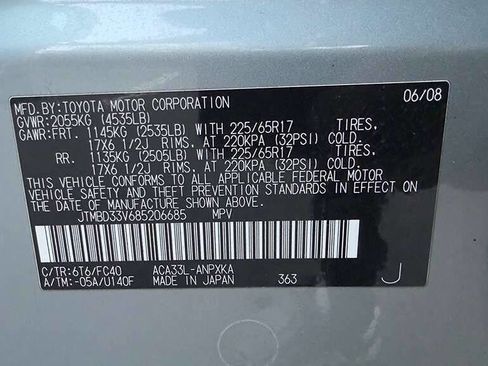 MFD.BY:TOYOTA MOTOR CORPORATION 06/08
GVWR:2055KG (4535LB)
GAWR:FRT. 1145KG (2535LB) WITH 225/65R17 TIRES,
17X6 1/2J RIMS, AT 220KPA (32PSI) COLD.
RR. 1135KG (2505LB) WITH 225/65R17 TIRES,
17X6 1/2J RIMS, AT 220KPA (32PSI) COLD.
THIS VEHICLE CONFORMS TO ALL APPLICABLE FEDERAL MOTOR
VEHICLE SAFETY, THEFT PREVENTION STANDARDS IN EFFECT ON
THE DATE OF MANUFACTURE SHOWN ABOVE.
JTMBD33V685206685 MPV
C/TR:6T6/FC40 ACA33L-ANPXKA
A/TM:-05A/U140F MADE IN JAPAN 363 J